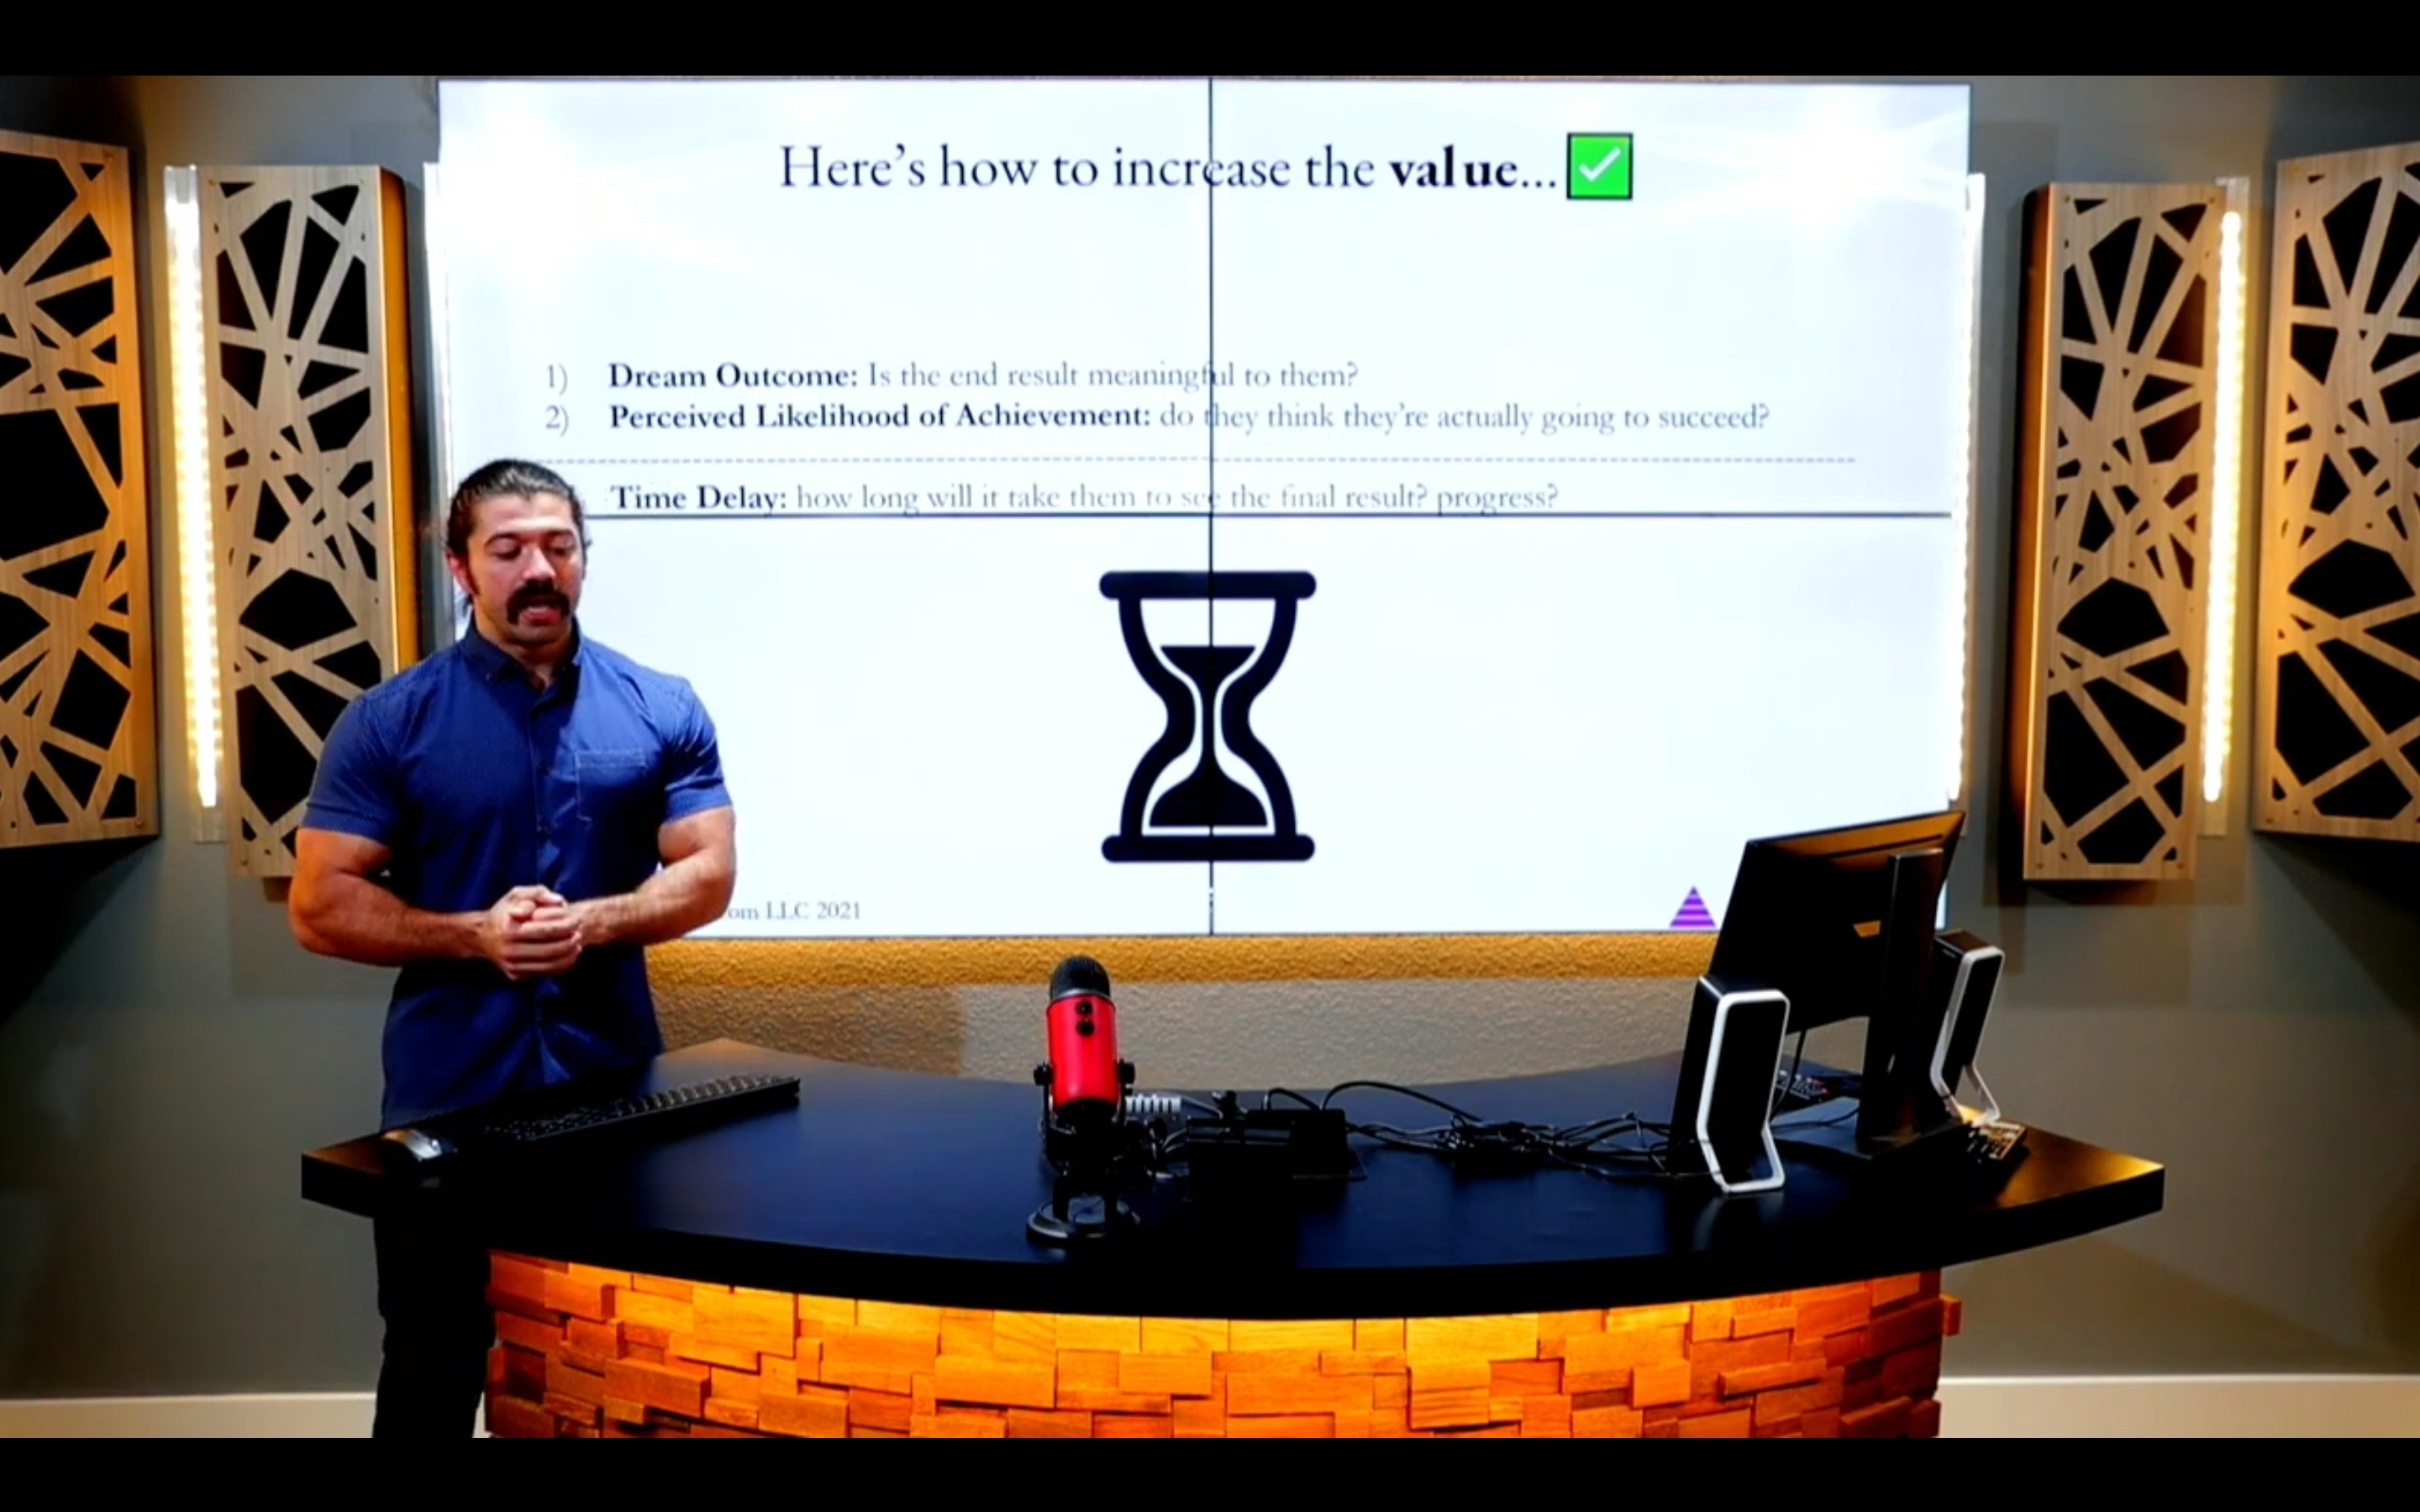 Here's how to increase the value...
1) Dream Outcome: Is the end result meaningful to them?
2) Perceived Likelihood of Achievement: do they think they're actually going to succeed?
Time Delay: how long will it take them to see the final result? progress?
om LLC 2021